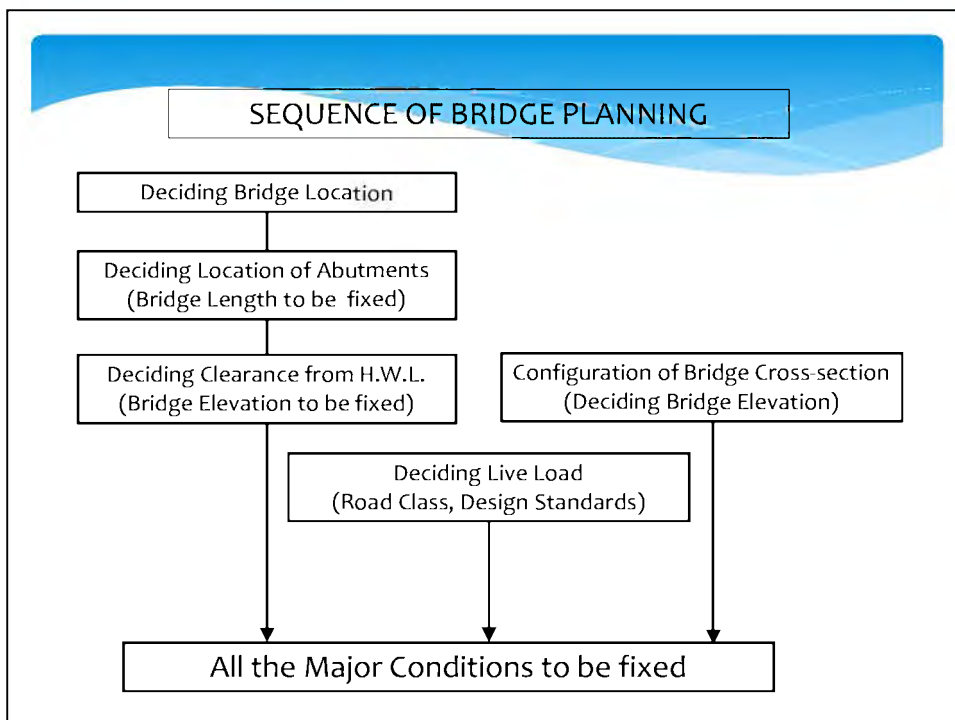 SEQUENCE OF BRIDGE PLANNING
Deciding Bridge Location
Deciding Location of Abutments
(Bridge Length to be fixed)
Deciding Clearance from H.W.L.
(Bridge Elevation to be fixed)
Configuration of Bridge Cross-section
(Deciding Bridge Elevation)
Deciding Live Load
(Road Class, Design Standards)
All the Major Conditions to be fixed